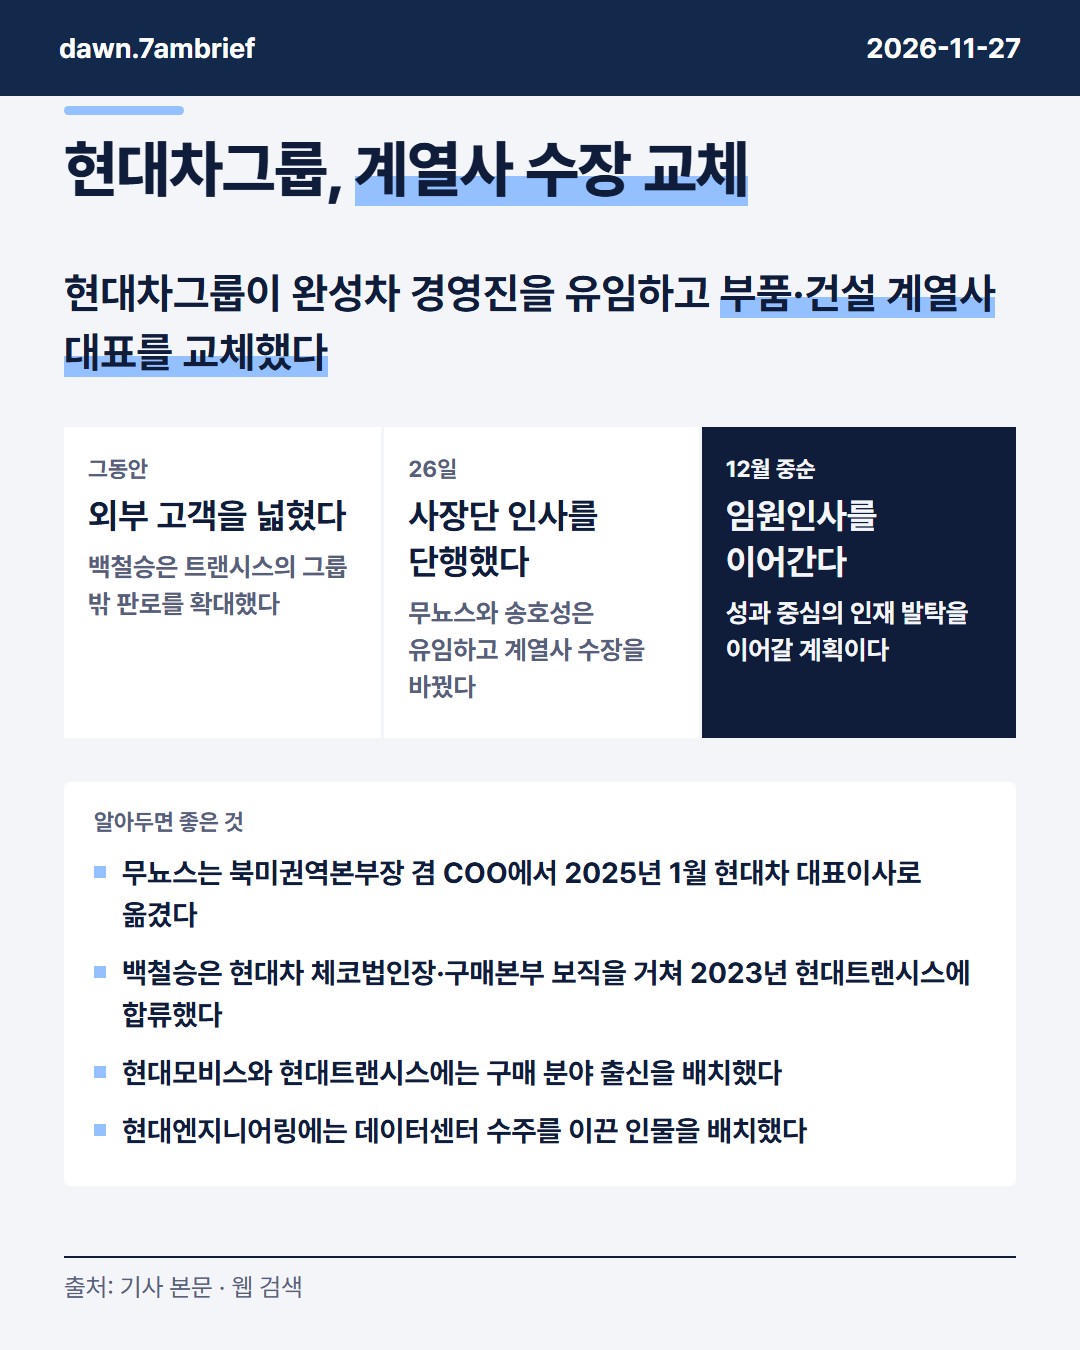 dawn.7ambrief
2026-11-27
현대차그룹, 계열사 수장 교체
현대차그룹이 완성차 경영진을 유임하고 부품·건설 계열사
대표를 교체했다
그동안
외부 고객을 넓혔다
백철승은 트랜시스의 그룹
밖 판로를 확대했다
26일
사장단 인사를
단행했다
무뇨스와 송호성은
유임하고 계열사 수장을
바꿨다
12월 중순
임원인사를
이어간다
성과 중심의 인재 발탁을
이어갈 계획이다
알아두면 좋은 것
무뇨스는 북미권역본부장 겸 COO에서 2025년 1월 현대차 대표이사로
옮겼다
백철승은 현대차 체코법인장·구매본부 보직을 거쳐 2023년 현대트랜시스에
합류했다
현대모비스와 현대트랜시스에는 구매 분야 출신을 배치했다
현대엔지니어링에는 데이터센터 수주를 이끈 인물을 배치했다
출처: 기사 본문 · 웹 검색